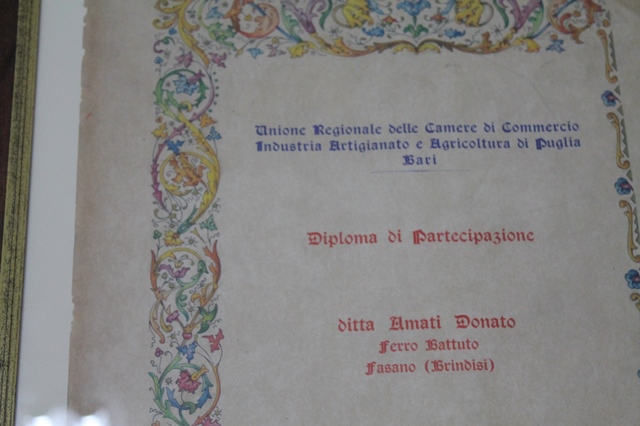 Unione Regionale delle Camere di Commercio
Industria Artigianato e Agricoltura di Puglia
Bari
Diploma di Partecipazione
ditta Amati Donato
Ferro Battuto
Fasano (Brindisi)